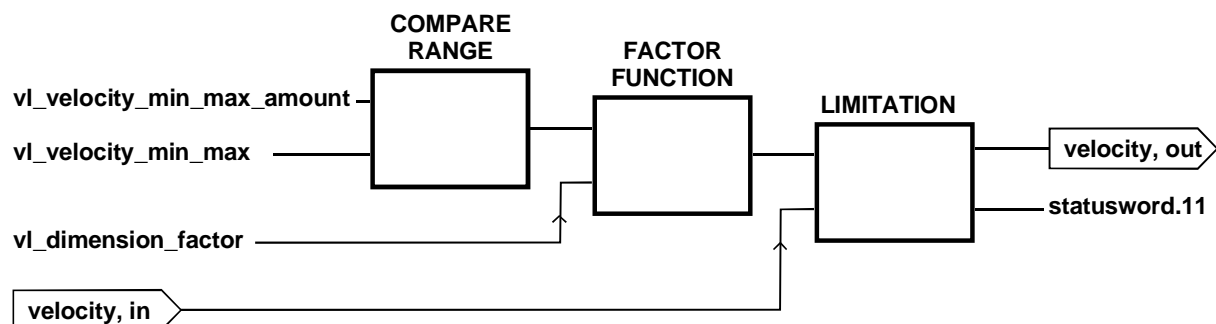 COMPARE
RANGE
FACTOR
FUNCTION
LIMITATION
vl_velocity_min_max_amount
vl_velocity_min_max
vl_dimension_factor
velocity, in
velocity, out
statusword.11